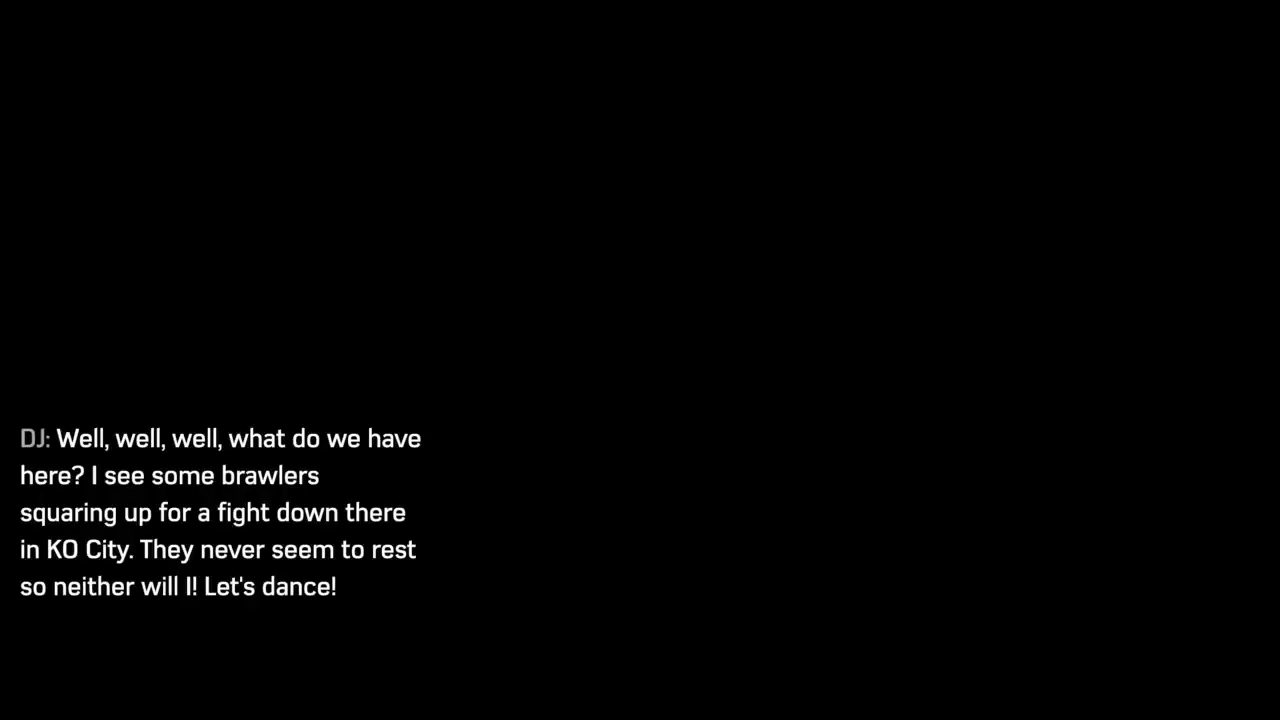 DJ: Well, well, well, what do we have
here? I see some brawlers
squaring up for a fight down there
in KO City. They never seem to rest
so neither will I! Let's dance!